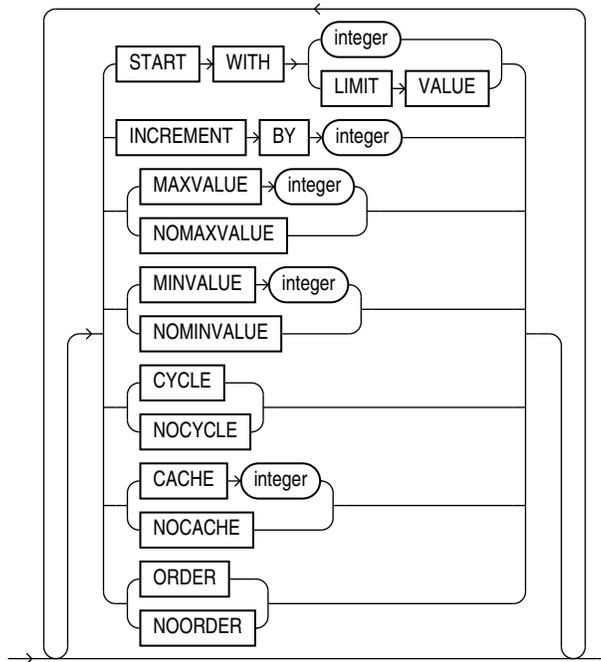 integer
START WITH
LIMIT VALUE
INCREMENT BY integer
MAXVALUE integer
NOMAXVALUE
MINVALUE integer
NOMINVALUE
CYCLE
NOCYCLE
CACHE integer
NOCACHE
ORDER
NOORDER